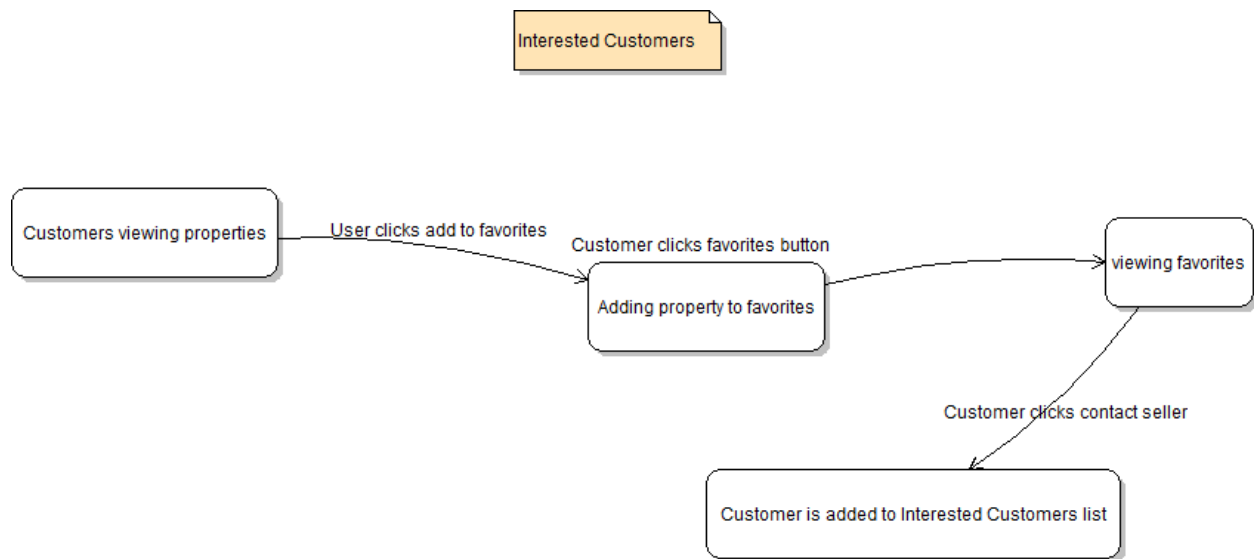 Interested Customers
Customers viewing properties
User clicks add to favorites
Customer clicks favorites button
Adding property to favorites
viewing favorites
Customer clicks contact seller
Customer is added to Interested Customers list